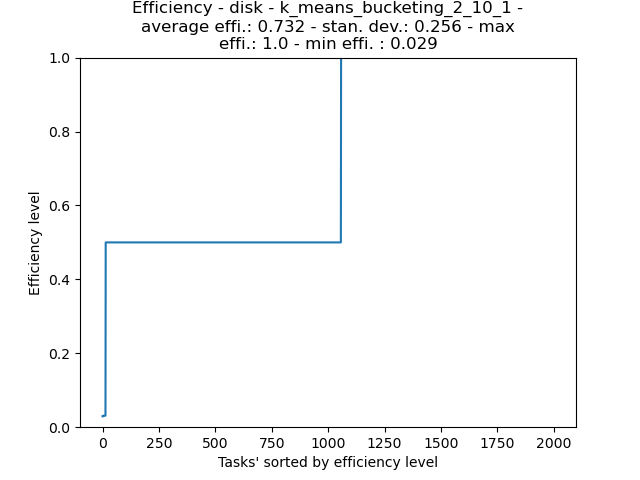 Efficiency - disk - k_means_bucketing_2_10_1 -
average effi.: 0.732 - stan. dev.: 0.256 - max
effi.: 1.0 - min effi. : 0.029
1.0
0.8
0.6
0.4
0.2
0.0
Efficiency level
0 250 500 750 1000 1250 1500 1750 2000
Tasks' sorted by efficiency level